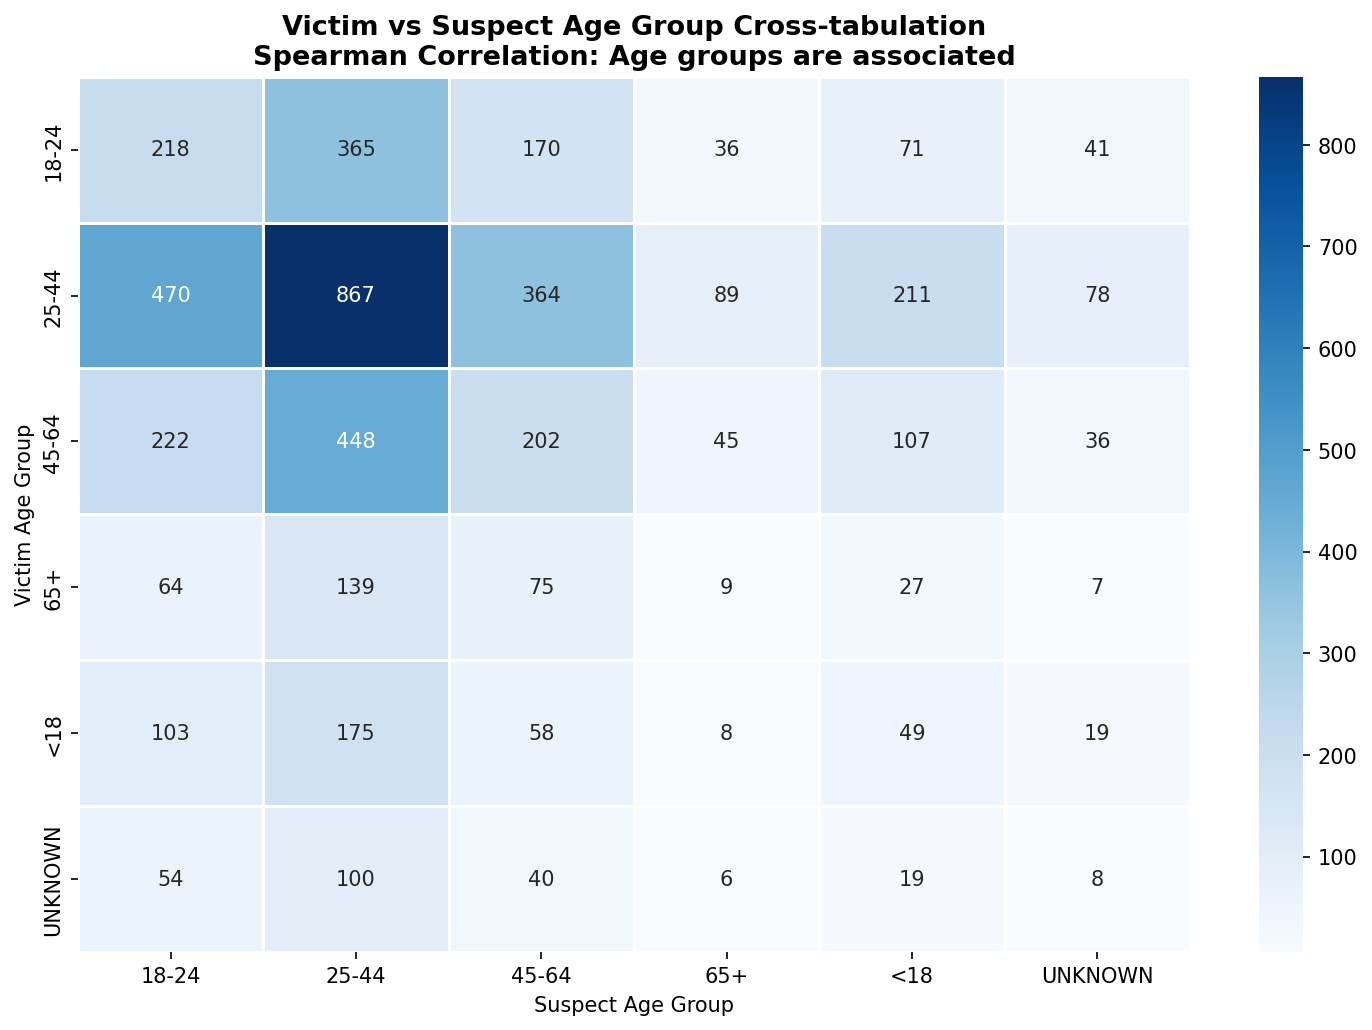 Victim vs Suspect Age Group Cross-tabulation
Spearman Correlation: Age groups are associated
Victim Age Group
18-24 218 365 170 36 71 41
25-44 470 867 364 89 211 78
45-64 222 448 202 45 107 36
65+ 64 139 75 9 27 7
<18 103 175 58 8 49 19
UNKNOWN 54 100 40 6 19 8
18-24 25-44 45-64 65+ <18 UNKNOWN
Suspect Age Group
800
700
600
500
400
300
200
100